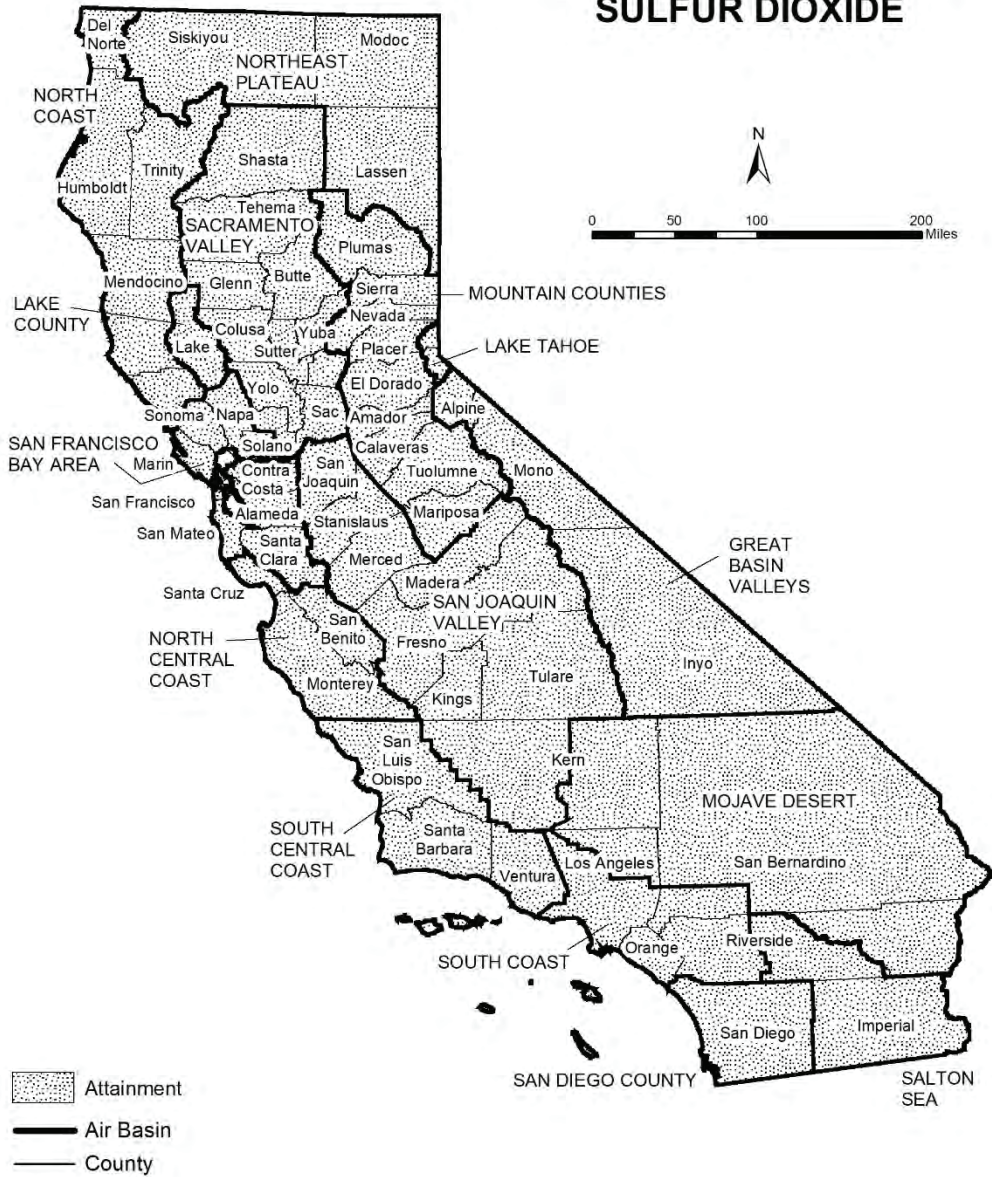 SULFUR DIOXIDE
Del
Norte
Siskiyou
Modoc
NORTHEAST
PLATEAU
NORTH
COAST
N
Trinity
Shasta
Lassen
Humboldt
0 50 100 200
Miles
Tehema
SACRAMENTO
VALLEY
Plumas
Mendocino
Glenn
Butte
Sierra
MOUNTAIN COUNTIES
LAKE
COUNTY
Nevada
Colusa
Yuba
Lake
Sutter
Placer
LAKE TAHOE
Yolo
El Dorado
Sonoma
Napa
Sac
Amador
Alpine
SAN FRANCISCO
BAY AREA
Solano
Calaveras
Marin
Contra
Costa
San
Joaquin
Tuolumne
Mono
San Francisco
Alameda
Stanislaus
Mariposa
San Mateo
Santa
Clara
Merced
GREAT
BASIN
VALLEYS
Madera
Santa Cruz
SAN JOAQUIN
VALLEY
San
Benito
Fresno
NORTH
CENTRAL
COAST
Monterey
Kings
Tulare
Inyo
San
Luis
Obispo
Kern
MOJAVE DESERT
SOUTH
CENTRAL
COAST
Santa
Barbara
Ventura
Los Angeles
San Bernardino
Orange
Riverside
SOUTH COAST
San Diego
Imperial
SAN DIEGO COUNTY
SALTON
SEA
Attainment
Air Basin
County